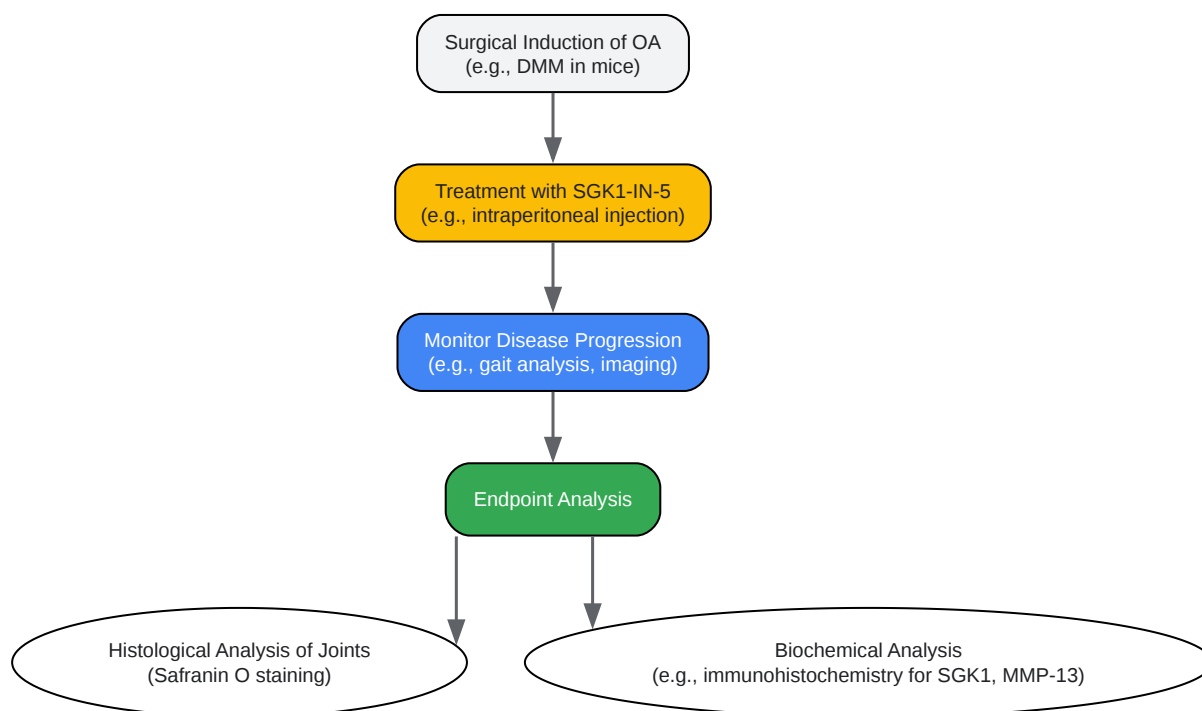 Surgical Induction of OA
(e.g., DMM in mice)
Treatment with SGK1-IN-5
(e.g., intraperitoneal injection)
Monitor Disease Progression
(e.g., gait analysis, imaging)
Endpoint Analysis
Histological Analysis of Joints
(Safranin O staining)
Biochemical Analysis
(e.g., immunohistochemistry for SGK1, MMP-13)